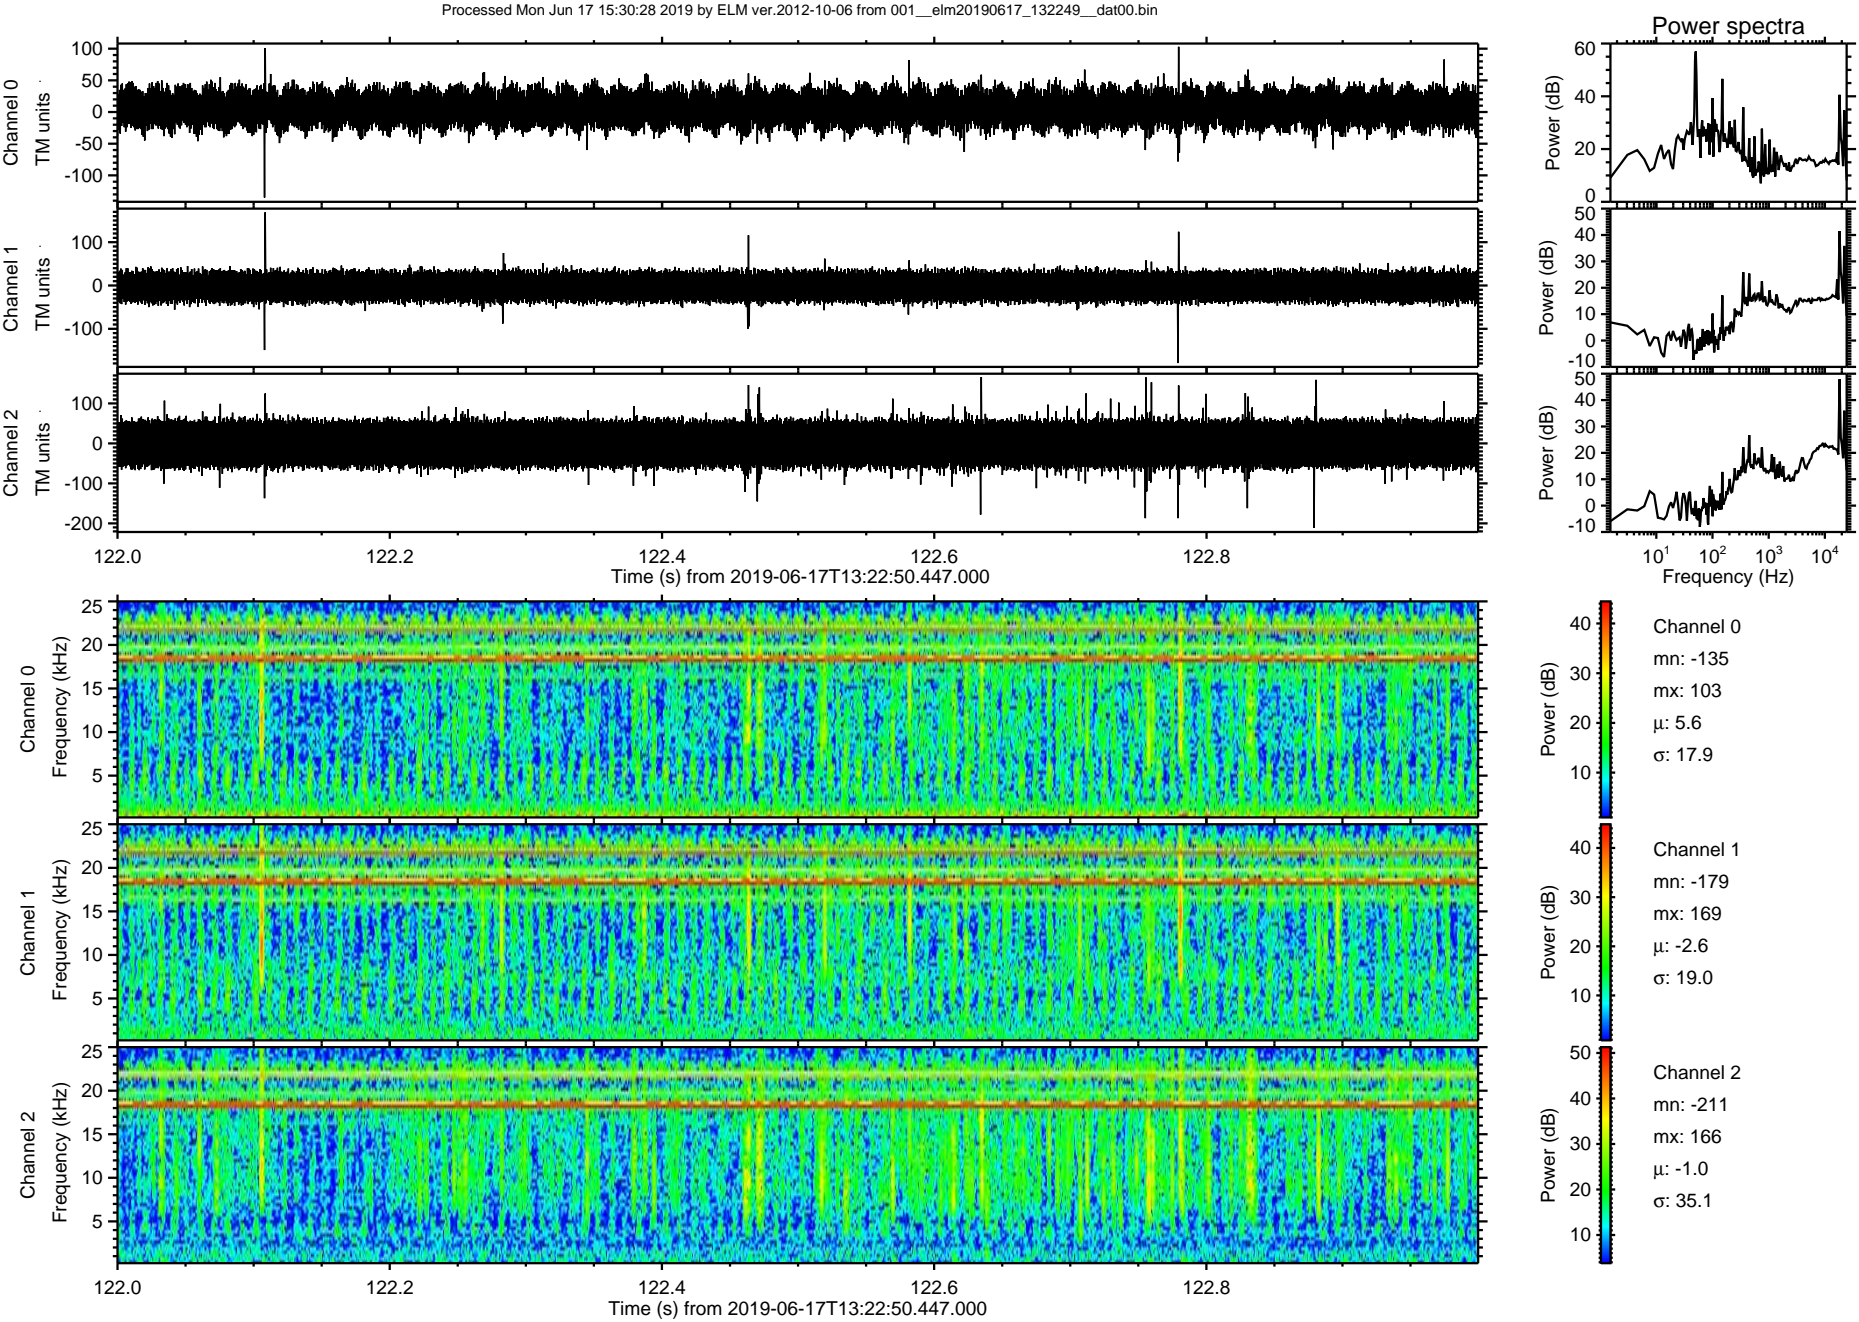 Processed Mon Jun 17 15:30:28 2019 by ELM ver.2012-10-06 from 001__elm20190617_132249__dat00.bin
Power spectra
Channel 0
TM units
100
50
0
-50
-100
Power (dB)
60
40
20
0
Channel 1
TM units
100
0
-100
Power (dB)
50
40
30
20
10
0
-10
Channel 2
TM units
100
0
-100
-200
Power (dB)
50
40
30
20
10
0
-10
122.0 122.2 122.4 122.6 122.8
Time (s) from 2019-06-17T13:22:50.447.000
10¹ 10² 10³ 10⁴
Frequency (Hz)
Channel 0
Frequency (kHz)
25
20
15
10
5
Power (dB)
40
30
20
10
Channel 0
mn: -135
mx: 103
µ: 5.6
σ: 17.9
Channel 1
Frequency (kHz)
25
20
15
10
5
Power (dB)
40
30
20
10
Channel 1
mn: -179
mx: 169
µ: -2.6
σ: 19.0
Channel 2
Frequency (kHz)
25
20
15
10
5
Power (dB)
50
40
30
20
10
Channel 2
mn: -211
mx: 166
µ: -1.0
σ: 35.1
122.0 122.2 122.4 122.6 122.8
Time (s) from 2019-06-17T13:22:50.447.000